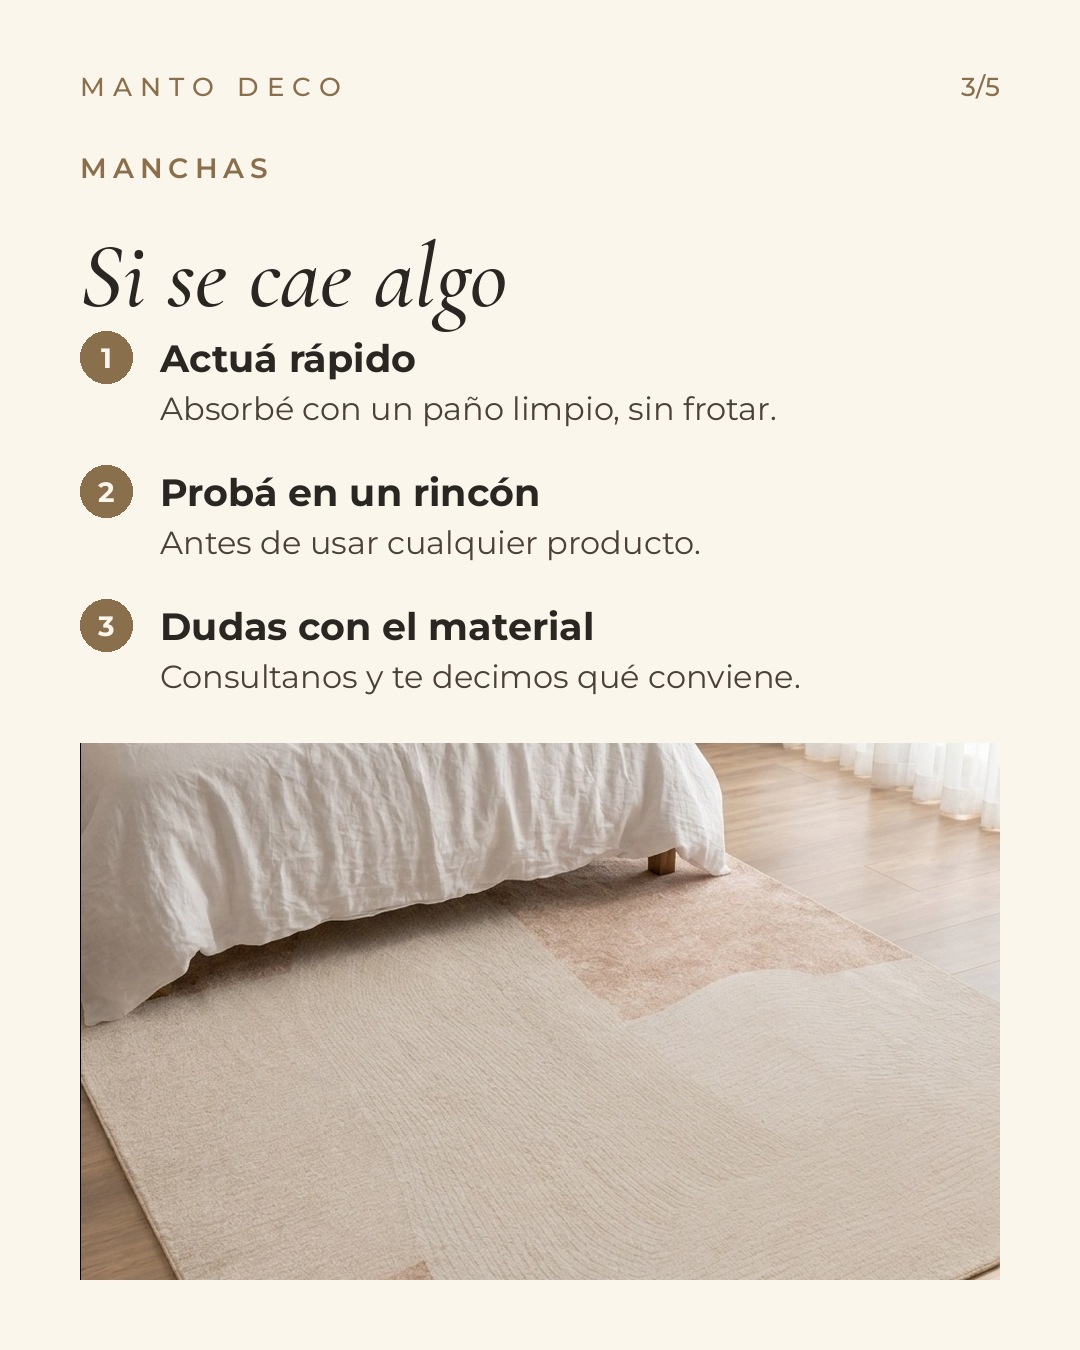 MANTO DECO
3/5
MANCHAS
Si se cae algo
1 Actuá rápido
Absorbé con un paño limpio, sin frotar.
2 Probá en un rincón
Antes de usar cualquier producto.
3 Dudas con el material
Consultanos y te decimos qué conviene.